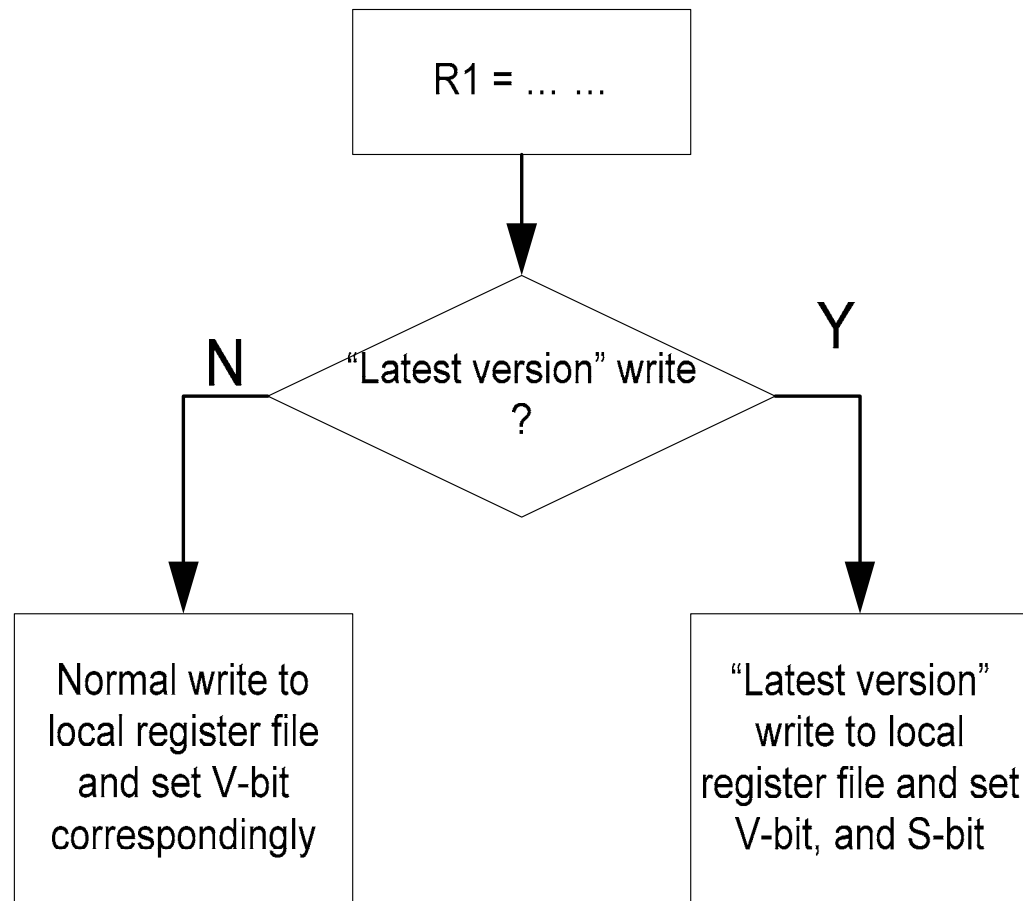 R1 = ... ...
N
Y
“Latest version” write
?
Normal write to
local register file
and set V-bit
correspondingly
“Latest version”
write to local
register file and set
V-bit, and S-bit